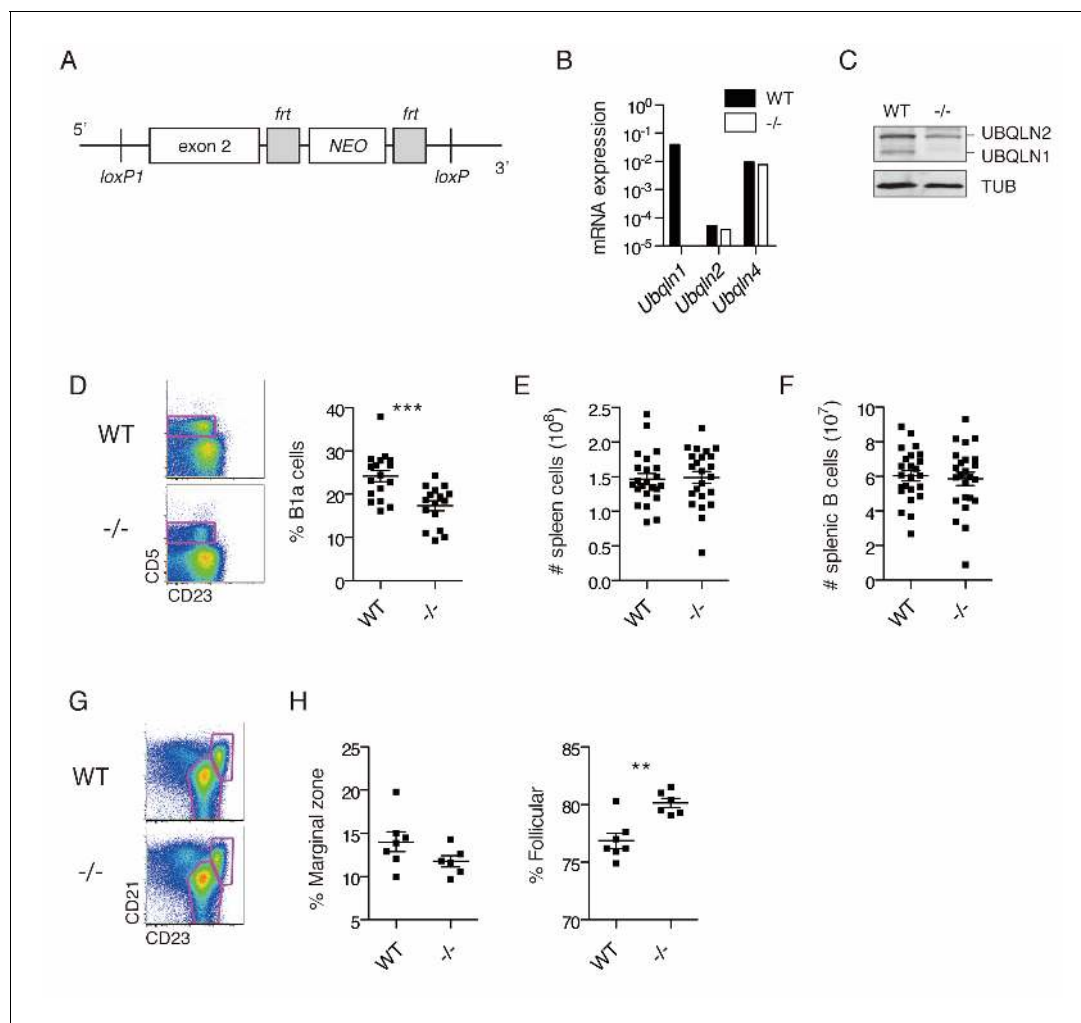 A
5'
loxP1
exon 2
frt
NEO
frt
loxP
3'
B
mRNA expression
10^0
10^-1
10^-2
10^-3
10^-4
10^-5
WT
-/-
Ubqln1
Ubqln2
Ubqln4
C
WT -/-
UBQLN2
UBQLN1
TUB
D
WT
-/-
CD5
CD23
% B1a cells
40
30
20
10
0
***
WT
-/-
E
# spleen cells (10^8)
2.5
2.0
1.5
1.0
0.5
0.0
WT
-/-
F
# splenic B cells (10^7)
10
8
6
4
2
0
WT
-/-
G
WT
-/-
CD21
CD23
H
% Marginal zone
25
20
15
10
5
WT
-/-
% Follicular
85
80
75
70
**
WT
-/-